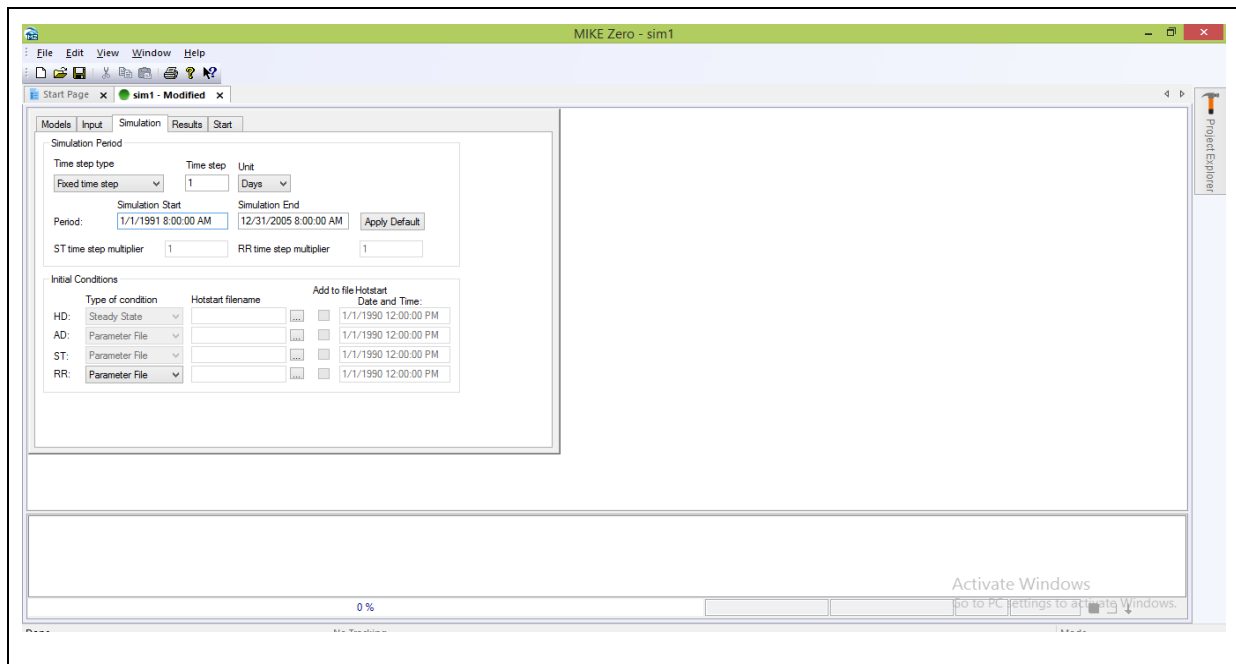 MIKE Zero - sim1
File Edit View Window Help
Start Page x sim1 - Modified x
Project Explorer
Models Input Simulation Results Start
Simulation Period
Time step type Time step Unit
Fixed time step 1 Days
Simulation Start Simulation End
Period: 1/1/1991 8:00:00 AM 12/31/2005 8:00:00 AM Apply Default
ST time step multiplier 1 RR time step multiplier 1
Initial Conditions
Add to file Hotstart
Type of condition Hotstart filename Date and Time:
HD: Steady State ... 1/1/1990 12:00:00 PM
AD: Parameter File ... 1/1/1990 12:00:00 PM
ST: Parameter File ... 1/1/1990 12:00:00 PM
RR: Parameter File ... 1/1/1990 12:00:00 PM
Activate Windows
Go to PC settings to activate Windows.
0 %
No Tracking